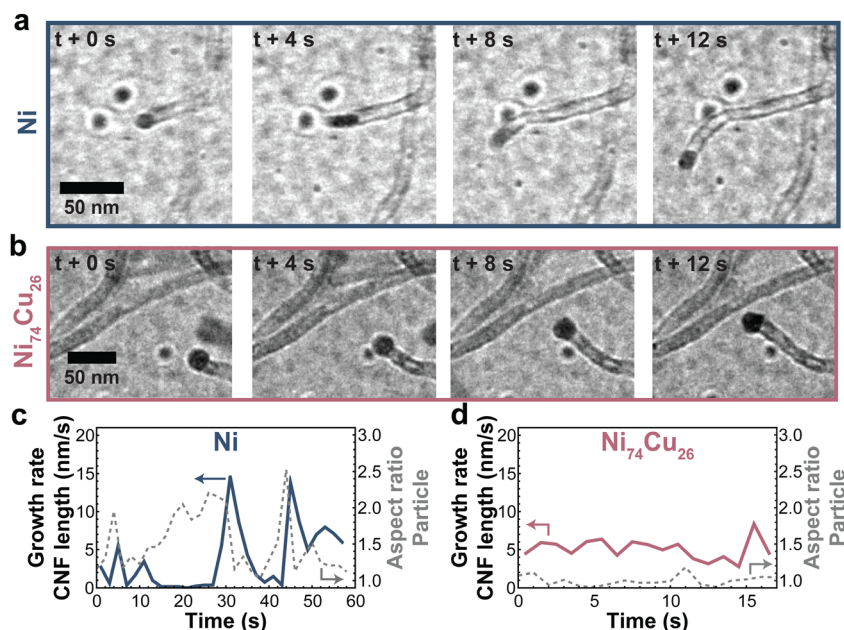 a
Ni
t + 0 s
t + 4 s
t + 8 s
t + 12 s
50 nm
b
Ni74Cu26
t + 0 s
t + 4 s
t + 8 s
t + 12 s
50 nm
c
Ni
Growth rate
CNF length (nm/s)
20
15
10
5
0
3.0
2.5
2.0
1.5
1.0
Aspect ratio
Particle
0 10 20 30 40 50 60
Time (s)
d
Ni74Cu26
Growth rate
CNF length (nm/s)
20
15
10
5
0
3.0
2.5
2.0
1.5
1.0
Aspect ratio
Particle
0 5 10 15
Time (s)